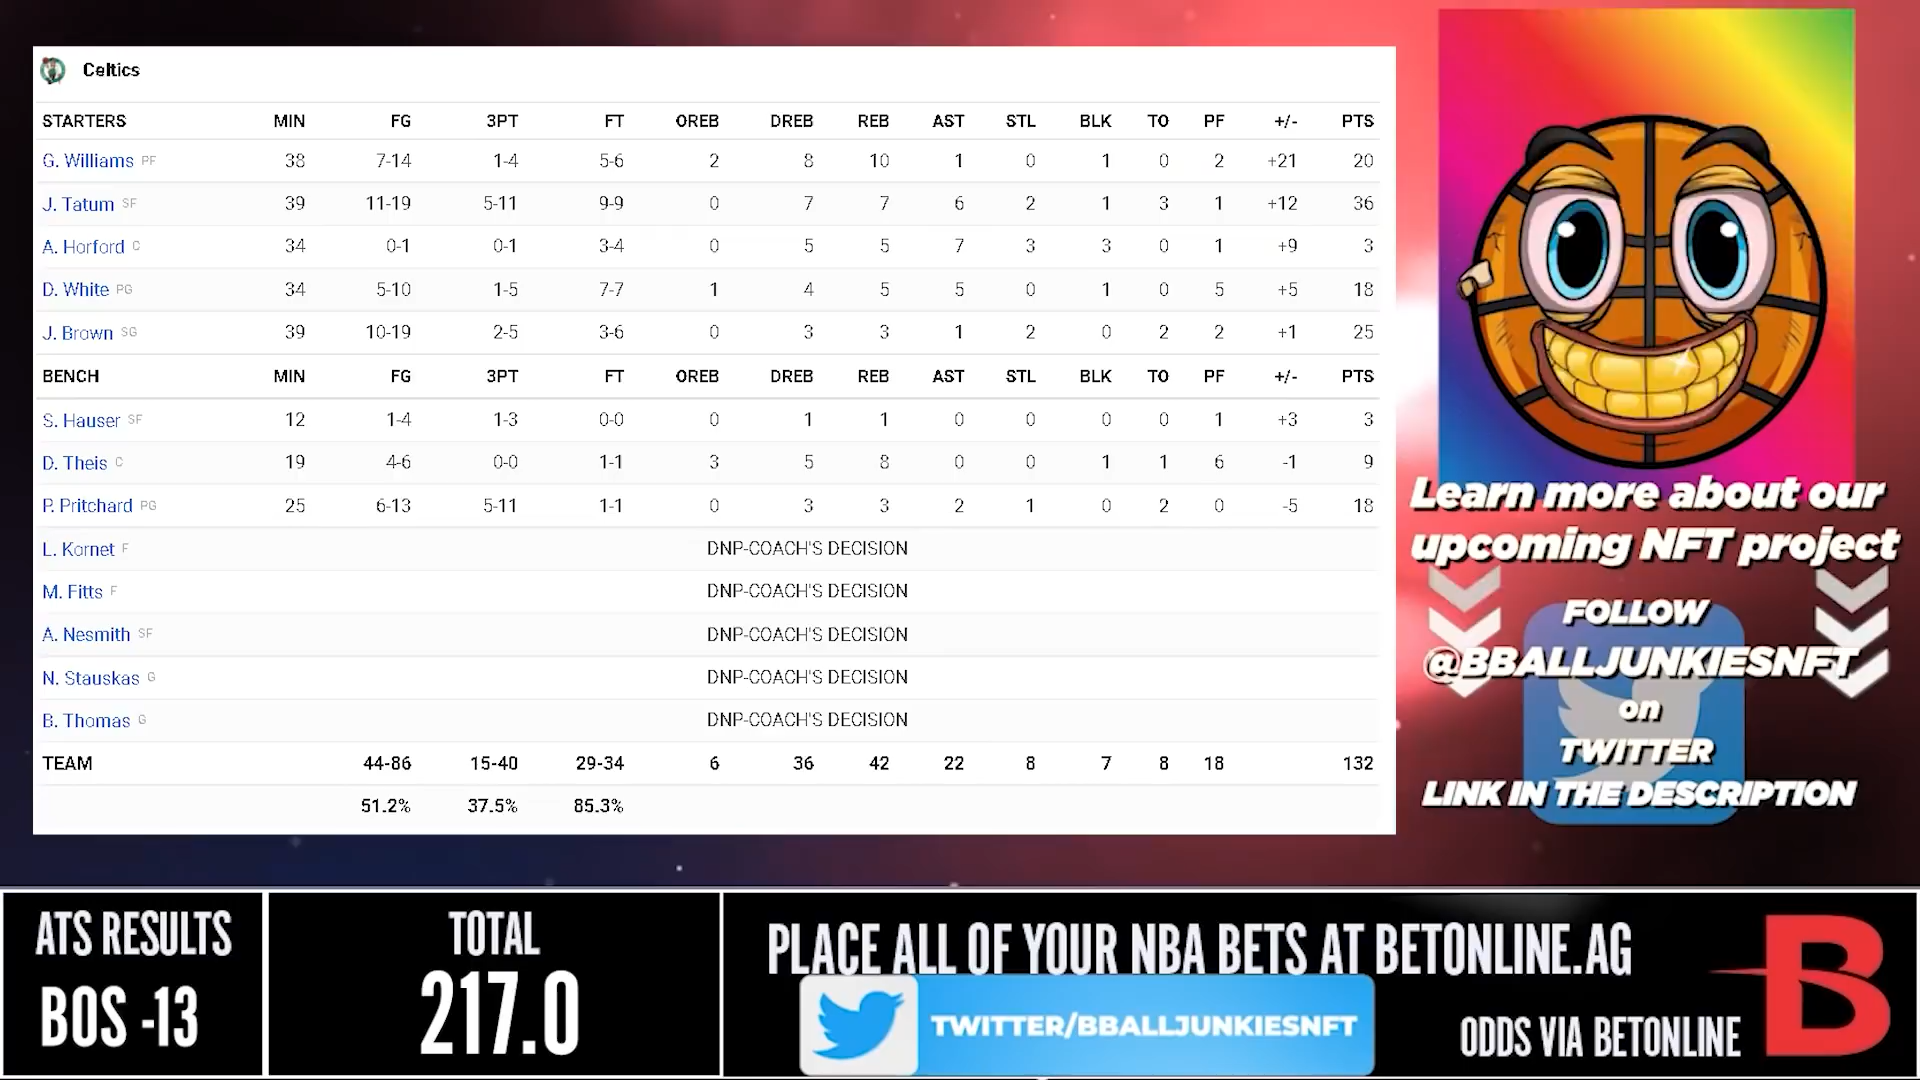 Celtics
STARTERS MIN FG 3PT FT OREB DREB REB AST STL BLK TO PF +/- PTS
G. Williams PF 38 7-14 1-4 5-6 2 8 10 1 0 1 0 2 +21 20
J. Tatum SF 39 11-19 5-11 9-9 0 7 7 6 2 1 3 1 +12 36
A. Horford C 34 0-1 0-1 3-4 0 5 5 7 3 3 0 1 +9 3
D. White PG 34 5-10 1-5 7-7 1 4 5 5 0 1 0 5 +5 18
J. Brown SG 39 10-19 2-5 3-6 0 3 3 1 2 0 2 2 +1 25
BENCH MIN FG 3PT FT OREB DREB REB AST STL BLK TO PF +/- PTS
S. Hauser SF 12 1-4 1-3 0-0 0 1 1 0 0 0 0 1 +3 3
D. Theis C 19 4-6 0-0 1-1 3 5 8 0 0 1 1 6 -1 9
P. Pritchard PG 25 6-13 5-11 1-1 0 3 3 2 1 0 2 0 -5 18
L. Kornet F DNP-COACH'S DECISION
M. Fitts F DNP-COACH'S DECISION
A. Nesmith SF DNP-COACH'S DECISION
N. Stauskas G DNP-COACH'S DECISION
B. Thomas G DNP-COACH'S DECISION
TEAM 44-86 15-40 29-34 6 36 42 22 8 7 8 18 132
51.2% 37.5% 85.3%
Learn more about our
upcoming NFT project
FOLLOW
@BBALLJUNKIESNFT
on
TWITTER
LINK IN THE DESCRIPTION
ATS RESULTS
BOS -13
TOTAL
217.0
PLACE ALL OF YOUR NBA BETS AT BETONLINE.AG
TWITTER/BBALLJUNKIESNFT
ODDS VIA BETONLINE
B